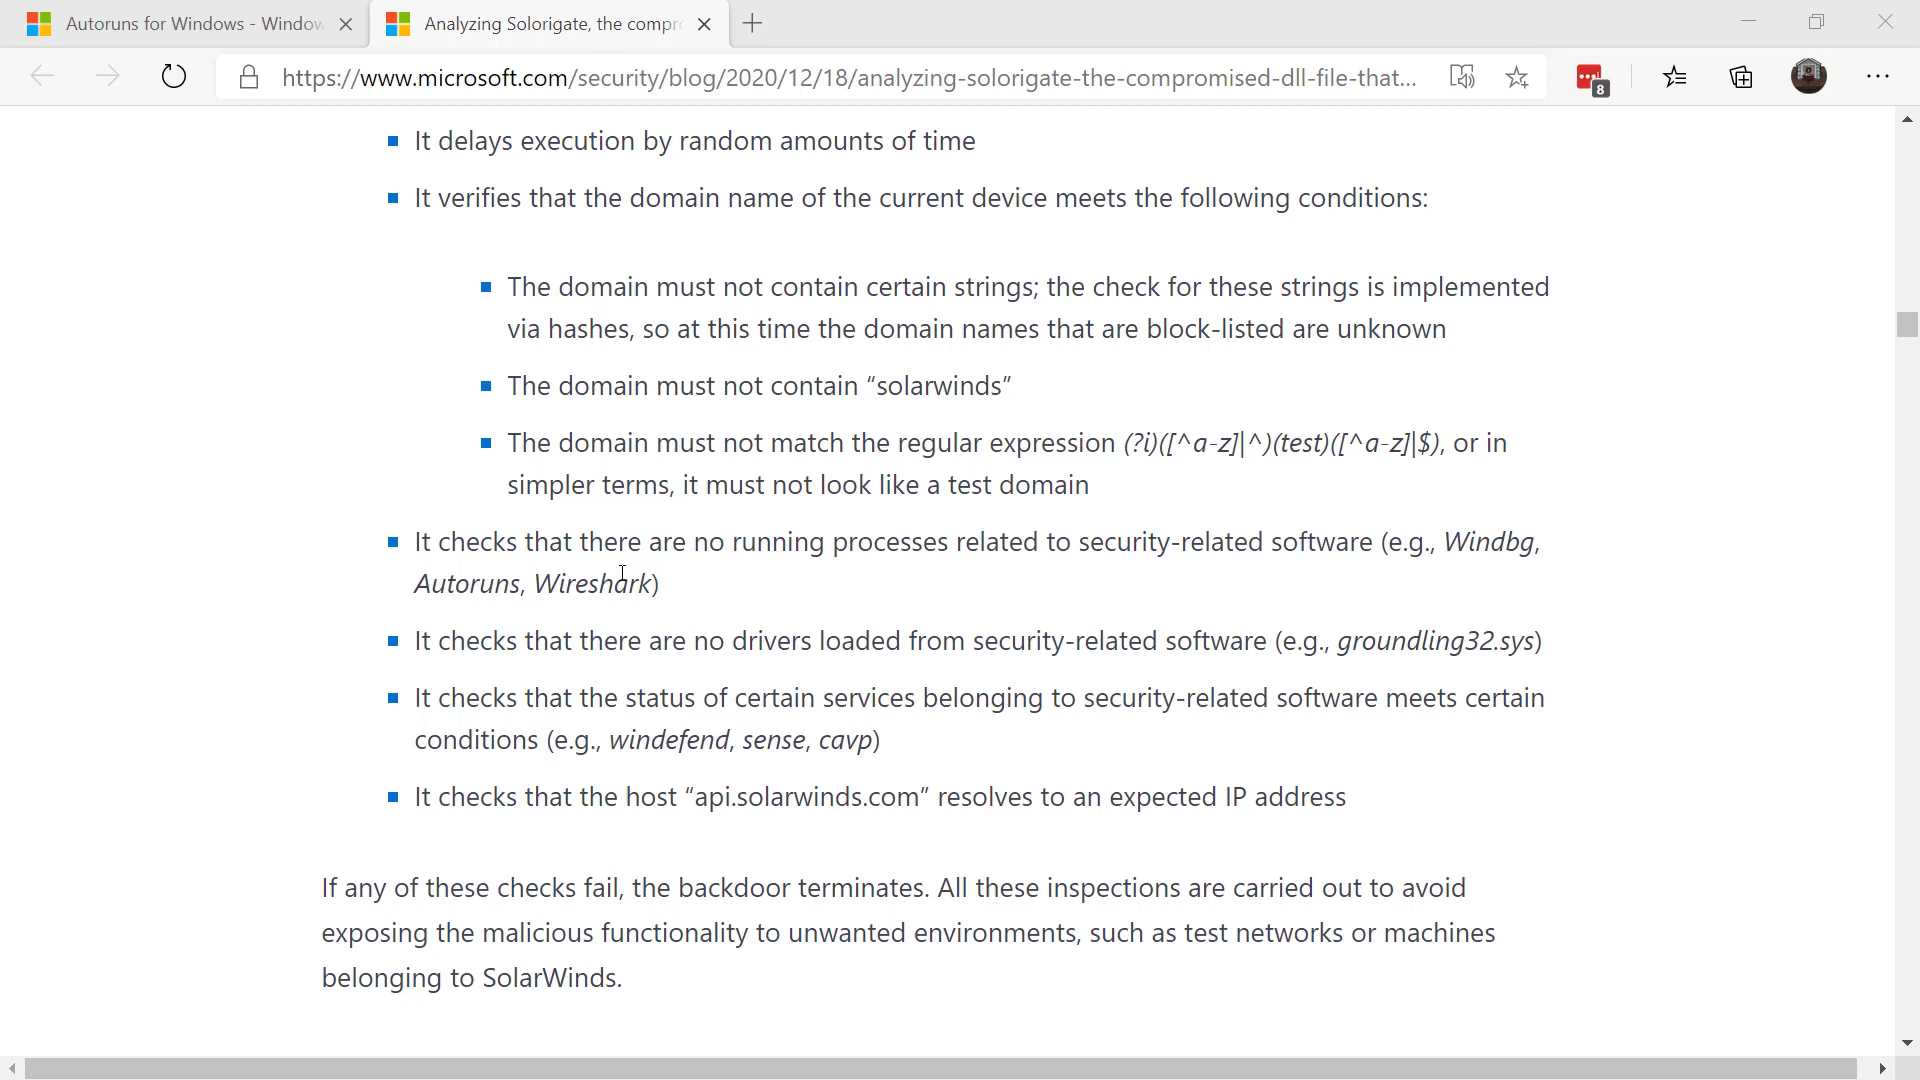 Autoruns for Windows - Window
Analyzing Solorigate, the compr
https://www.microsoft.com/security/blog/2020/12/18/analyzing-solorigate-the-compromised-dll-file-that...
8
It delays execution by random amounts of time
It verifies that the domain name of the current device meets the following conditions:
The domain must not contain certain strings; the check for these strings is implemented
via hashes, so at this time the domain names that are block-listed are unknown
The domain must not contain “solarwinds”
The domain must not match the regular expression (?i)([^a-z]|^)(test)([^a-z]|$), or in
simpler terms, it must not look like a test domain
It checks that there are no running processes related to security-related software (e.g., Windbg,
Autoruns, Wireshark)
It checks that there are no drivers loaded from security-related software (e.g., groundling32.sys)
It checks that the status of certain services belonging to security-related software meets certain
conditions (e.g., windefend, sense, cavp)
It checks that the host “api.solarwinds.com” resolves to an expected IP address
If any of these checks fail, the backdoor terminates. All these inspections are carried out to avoid
exposing the malicious functionality to unwanted environments, such as test networks or machines
belonging to SolarWinds.